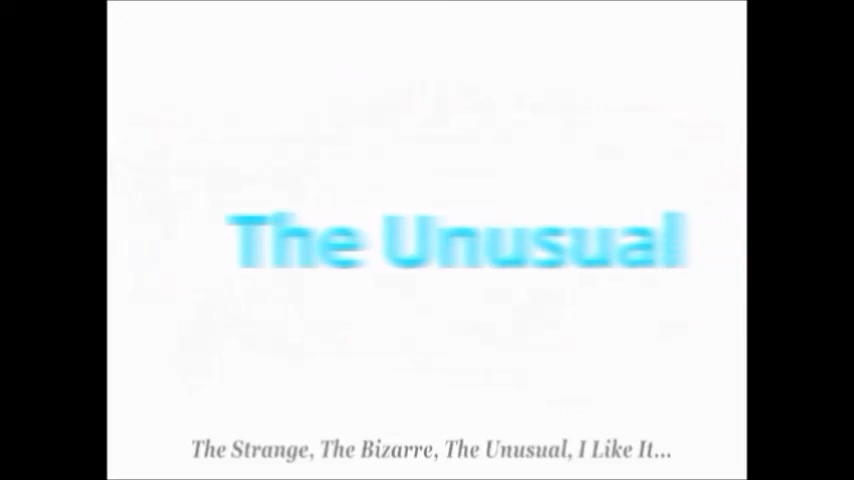 The Unusual
The Strange, The Bizarre, The Unusual, I Like It...